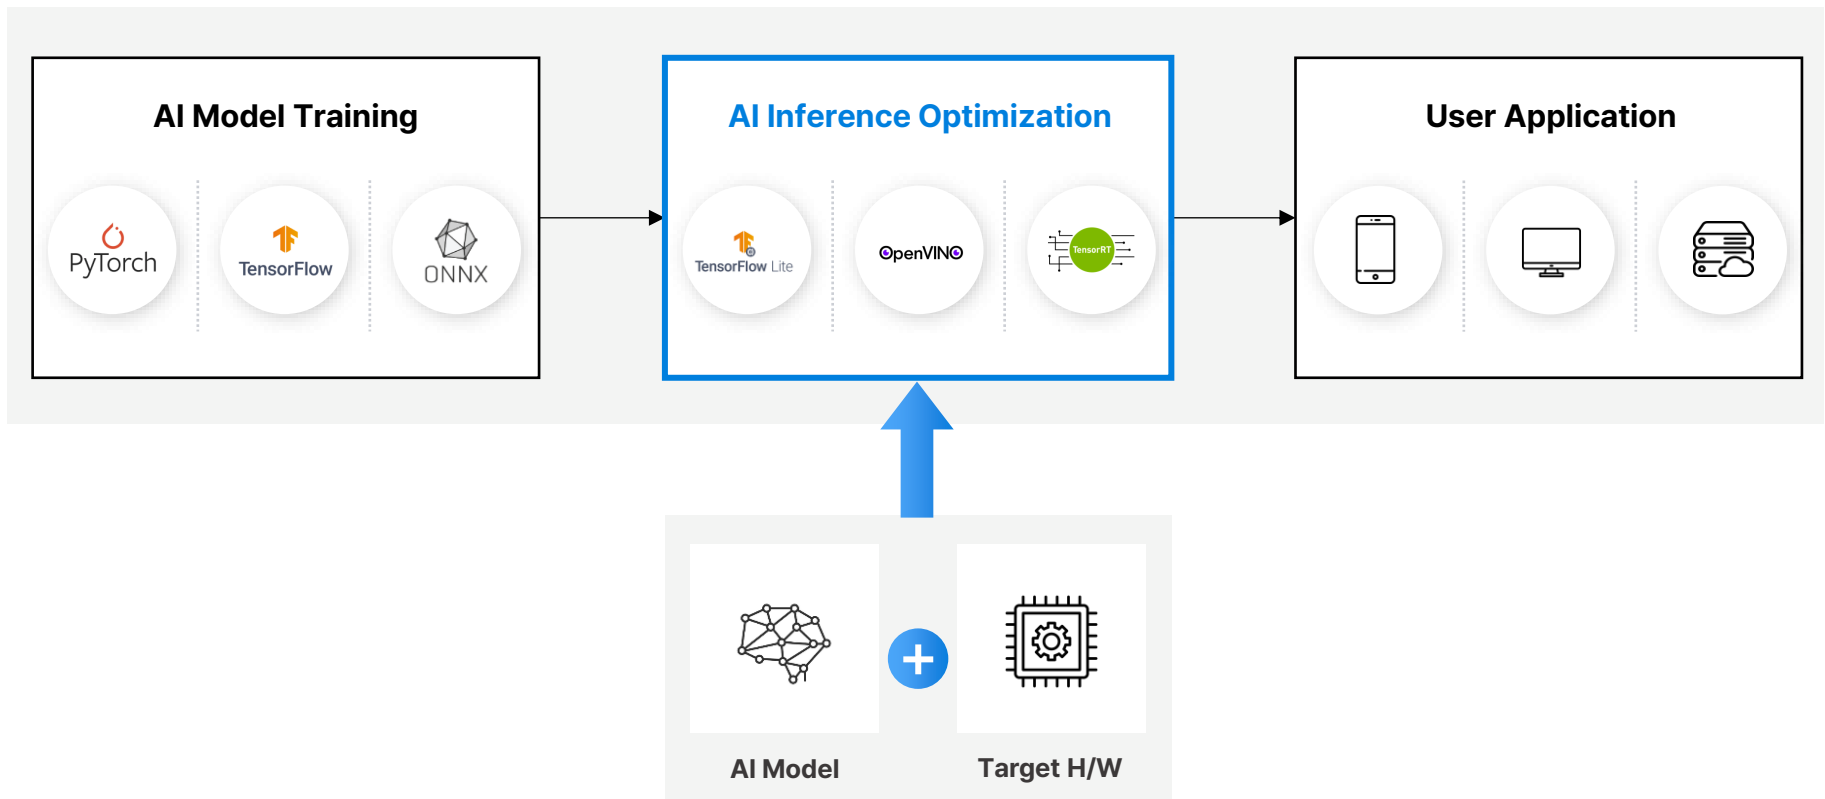 AI Model Training
PyTorch
TensorFlow
ONNX
AI Inference Optimization
TensorFlow Lite
OpenVINO
TensorRT
User Application
AI Model
Target H/W